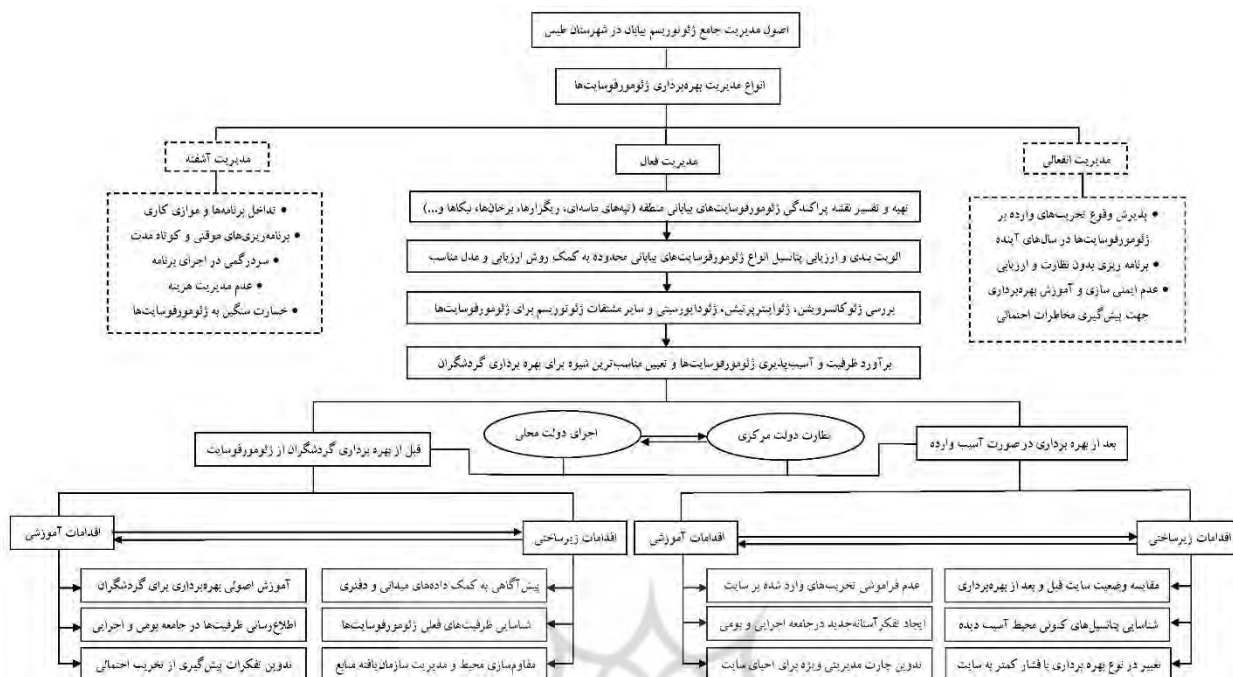 اصول مدیریت جامع ژئوتوریسم بیابان در شهرستان طبس
انواع مدیریت بهره‌برداری ژئومورفوسایت‌ها
مدیریت انفعالی
مدیریت فعال
مدیریت آشفته
● پذیرش وقوع تخریب‌های وارده بر
ژئومورفوسایت‌ها در سال‌های آینده
● برنامه ریزی بدون نظارت و ارزیابی
● عدم ایمنی سازی و آموزش بهره‌برداری
جهت پیش‌گیری مخاطرات احتمالی
تهیه و تفسیر نقشه پراکندگی ژئومورفوسایت‌های بیابانی منطقه (تپه‌های ماسه‌ای، ریگزارها، برخان‌ها، نبکاها و...)
الویت بندی و ارزیابی پتانسیل انواع ژئومورفوسایت‌های بیابانی محدوده به کمک روش ارزیابی و مدل مناسب
بررسی ژئوکانسرویشن، ژئواینترپرتیشن، ژئودایورسیتی و سایر مشتقات ژئوتوریسم برای ژئومورفوسایت‌ها
برآورد ظرفیت و آسیب‌پذیری ژئومورفوسایت‌ها و تعیین مناسب‌ترین شیوه برای بهره برداری گردشگران
● تداخل برنامه‌ها و موازی کاری
● برنامه‌ریزی‌های موقتی و کوتاه مدت
● سردرگمی در اجرای برنامه
● عدم مدیریت هزینه
● خسارت سنگین به ژئومورفوسایت‌ها
بعد از بهره برداری در صورت آسیب وارده
نظارت دولت مرکزی
اجرای دولت محلی
قبل از بهره برداری گردشگران از ژئومورفوسایت
اقدامات زیرساختی
اقدامات آموزشی
اقدامات زیرساختی
اقدامات آموزشی
مقایسه وضعیت سایت قبل و بعد از بهره‌برداری
شناسایی پتانسیل‌های کنونی محیط آسیب دیده
تغییر در نوع بهره برداری با فشار کمتر به سایت
عدم فراموشی تخریب‌های وارد شده بر سایت
ایجاد تفکر آستانه‌جدید درجامعه اجرایی و بومی
تدوین چارت مدیریتی ویژه برای احیای سایت
پیش‌آگاهی به کمک داده‌های میدانی و دفتری
شناسایی ظرفیت‌های فعلی ژئومورفوسایت‌ها
مقاوم‌سازی محیط و مدیریت سازمان‌یافته منابع
آموزش اصولی بهره‌برداری برای گردشگران
اطلاع‌رسانی ظرفیت‌ها در جامعه بومی و اجرایی
تدوین تفکرات پیش‌گیری از تخریب احتمالی